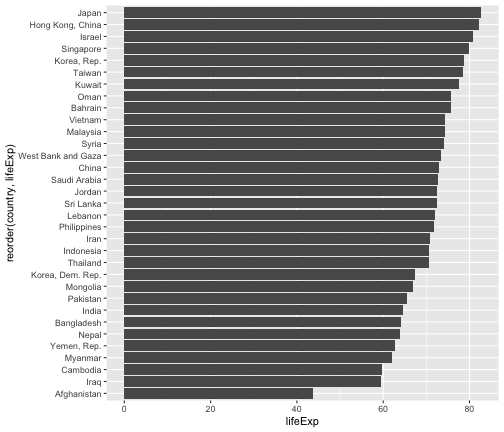 Japan
Hong Kong, China
Israel
Singapore
Korea, Rep.
Taiwan
Kuwait
Oman
Bahrain
Vietnam
Malaysia
Syria
West Bank and Gaza
China
Saudi Arabia
Jordan
Sri Lanka
Lebanon
Philippines
Iran
Indonesia
Thailand
Korea, Dem. Rep.
Mongolia
Pakistan
India
Bangladesh
Nepal
Yemen, Rep.
Myanmar
Cambodia
Iraq
Afghanistan
reorder(country, lifeExp)
0 20 40 60 80
lifeExp